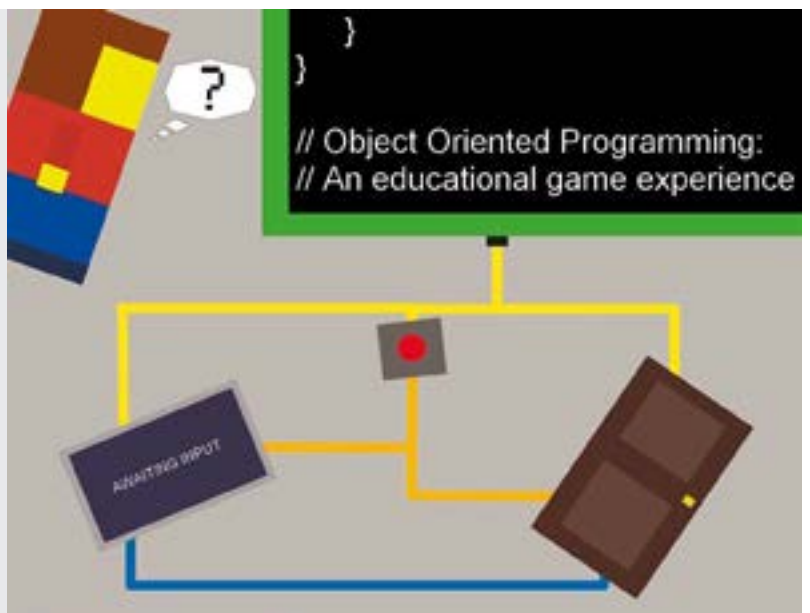 }
}
// Object Oriented Programming:
// An educational game experience
?
AWAITING INPUT